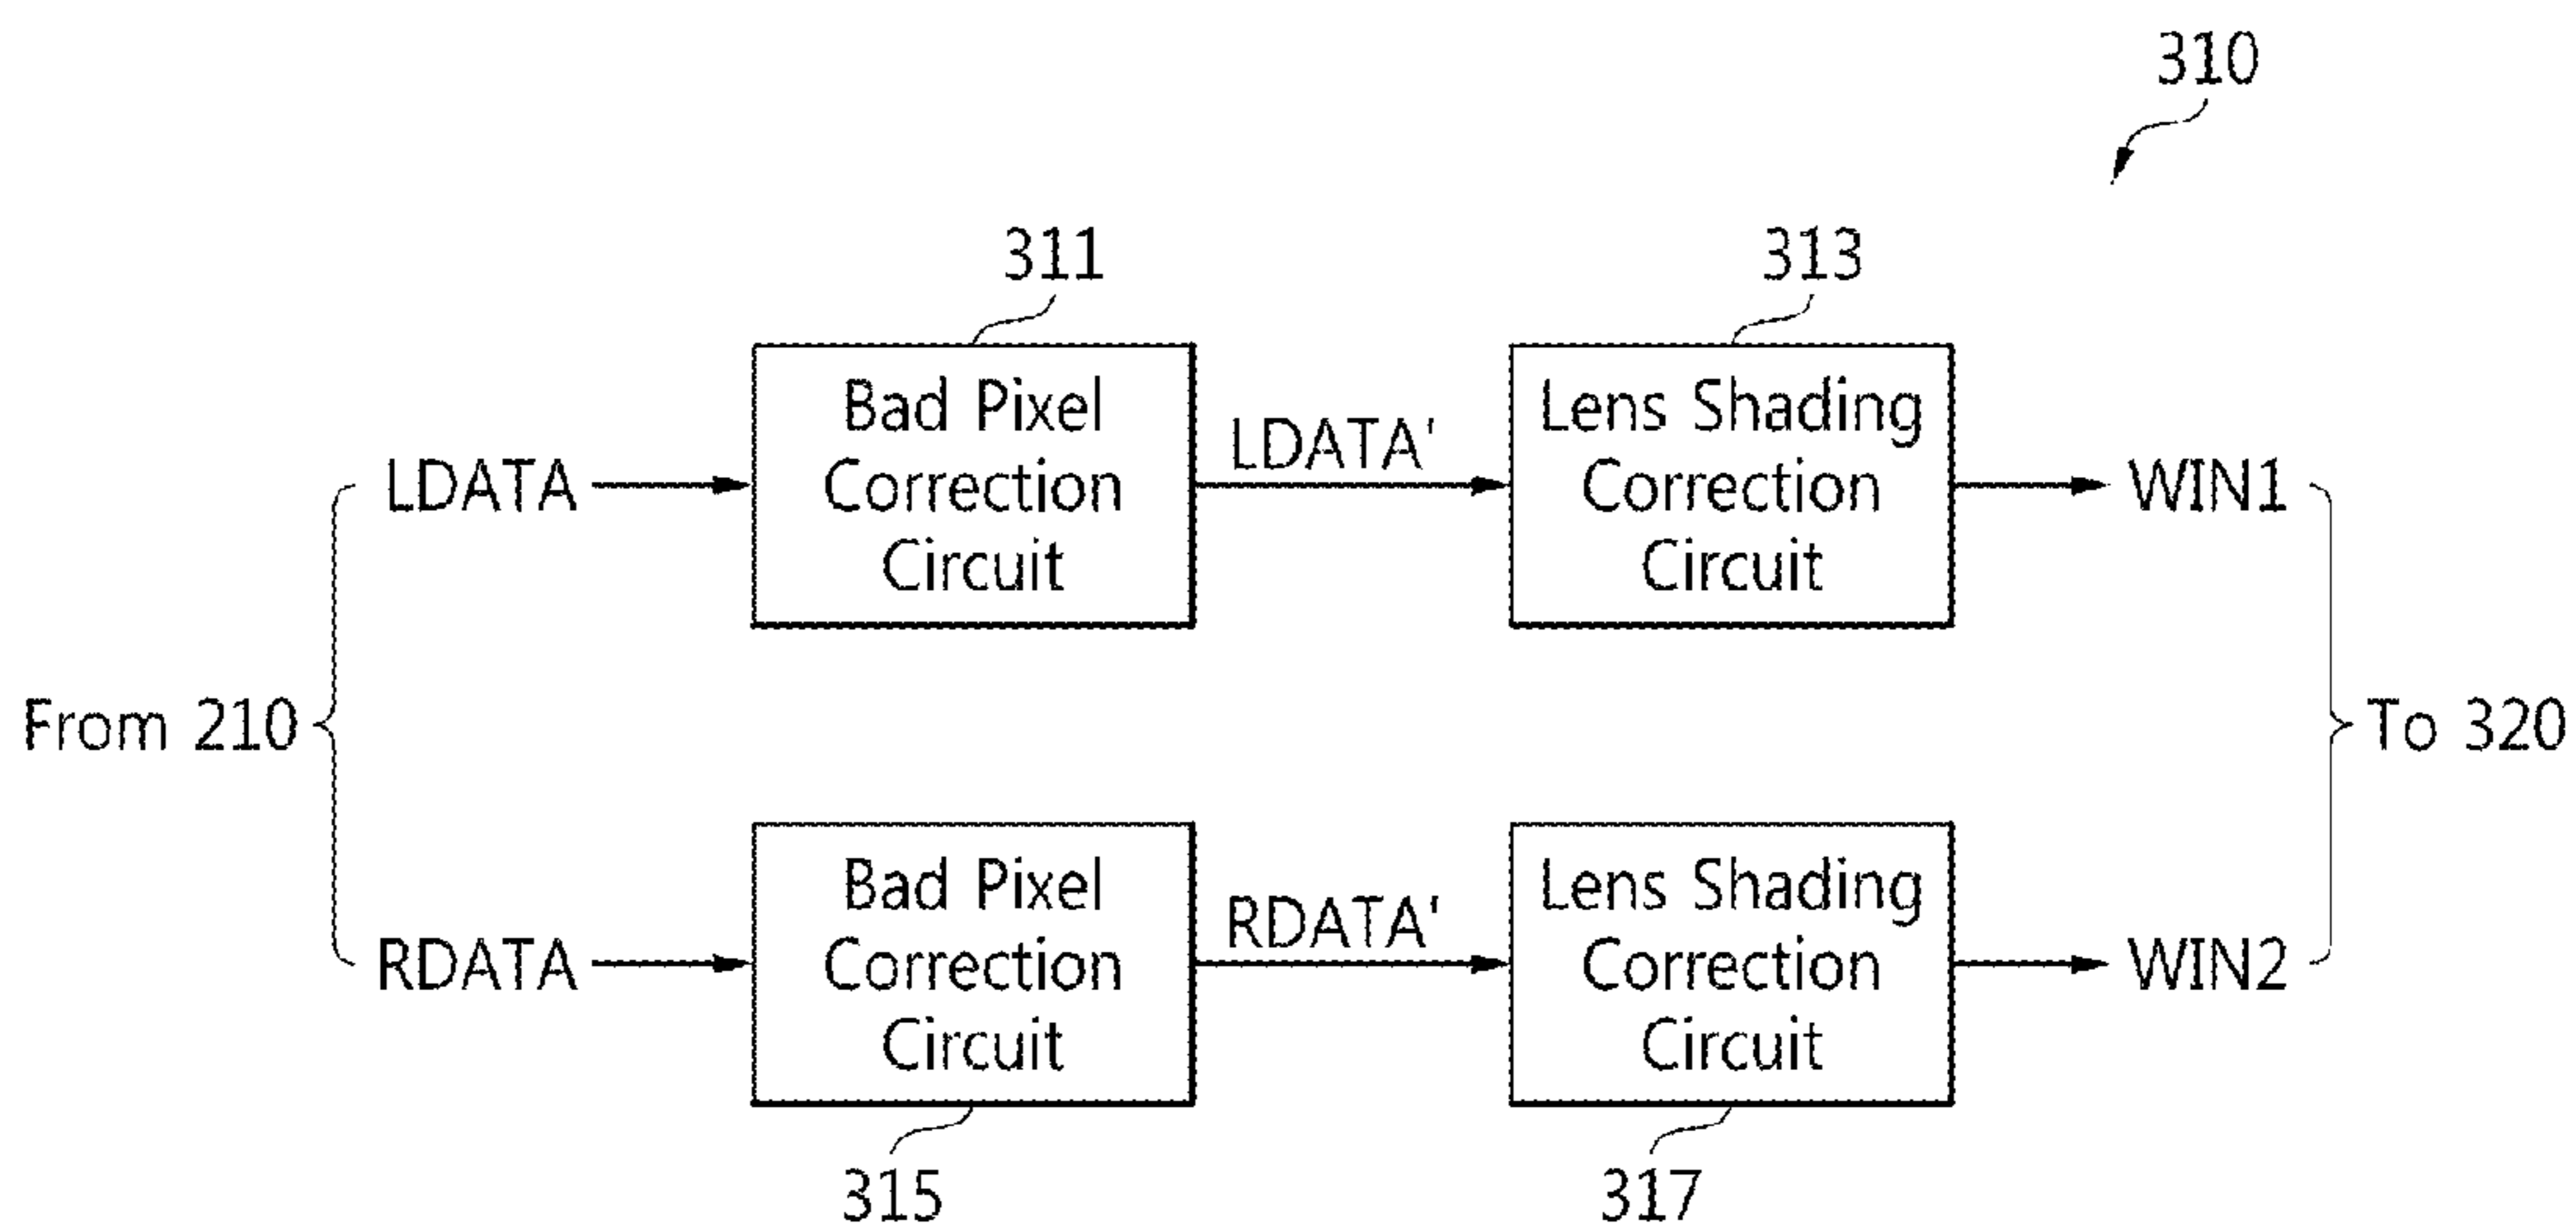 310
311
313
Bad Pixel
Correction
Circuit
Lens Shading
Correction
Circuit
LDATA
LDATA'
WIN1
From 210
To 320
Bad Pixel
Correction
Circuit
Lens Shading
Correction
Circuit
RDATA
RDATA'
WIN2
315
317